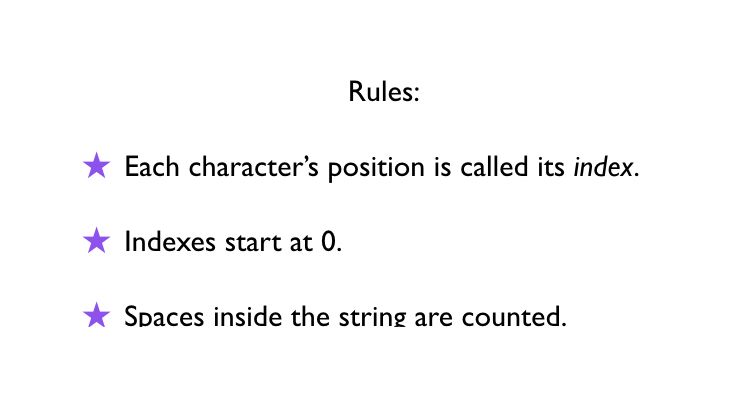 Rules:
★ Each character’s position is called its index.
★ Indexes start at 0.
★ Spaces inside the string are counted.